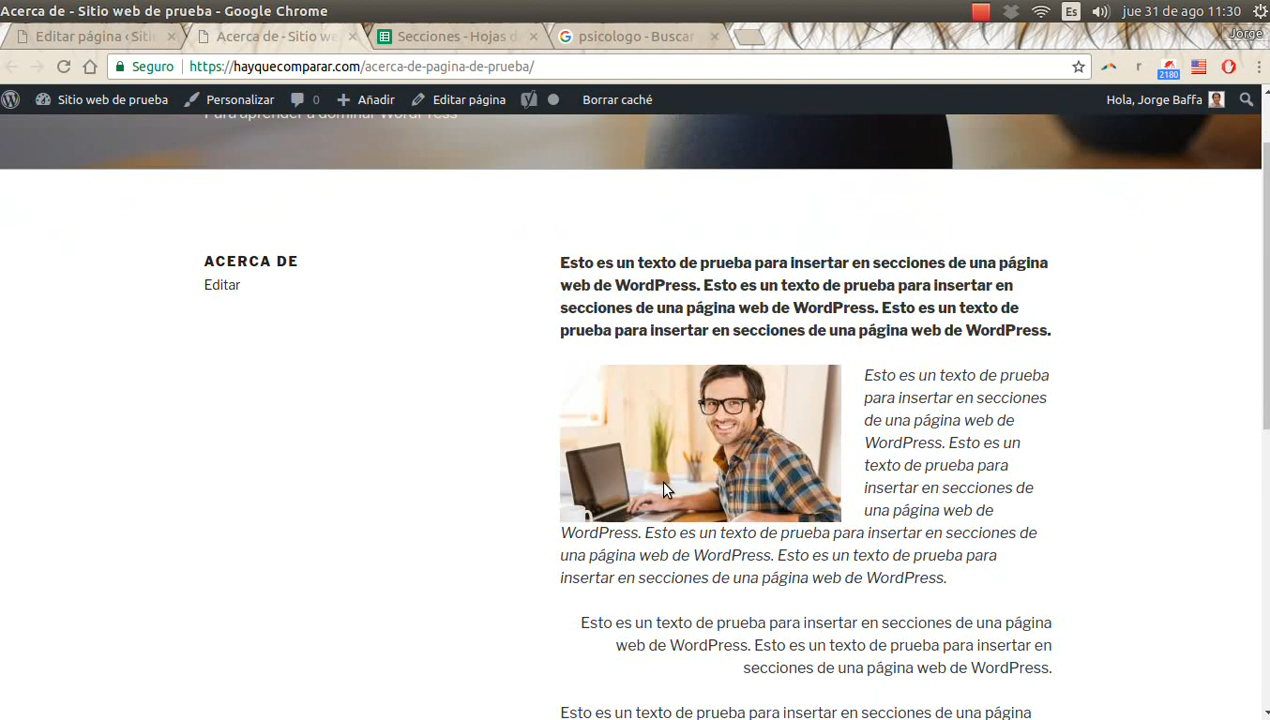 Acerca de - Sitio web de prueba - Google Chrome
Es
jue 31 de ago 11:30
Editar página ‹ Siti
Acerca de - Sitio we
Secciones - Hojas d
psicologo - Buscar
Jorge
Seguro
https://hayquecomparar.com/acerca-de-pagina-de-prueba/
r
2180
Sitio web de prueba
Personalizar
0
Añadir
Editar página
Borrar caché
Hola, Jorge Baffa
Para aprender a dominar WordPress
ACERCA DE
Editar
Esto es un texto de prueba para insertar en secciones de una página
web de WordPress. Esto es un texto de prueba para insertar en
secciones de una página web de WordPress. Esto es un texto de
prueba para insertar en secciones de una página web de WordPress.
Esto es un texto de prueba
para insertar en secciones
de una página web de
WordPress. Esto es un
texto de prueba para
insertar en secciones de
una página web de
WordPress. Esto es un texto de prueba para insertar en secciones de
una página web de WordPress. Esto es un texto de prueba para
insertar en secciones de una página web de WordPress.
Esto es un texto de prueba para insertar en secciones de una página
web de WordPress. Esto es un texto de prueba para insertar en
secciones de una página web de WordPress.
Esto es un texto de prueba para insertar en secciones de una página